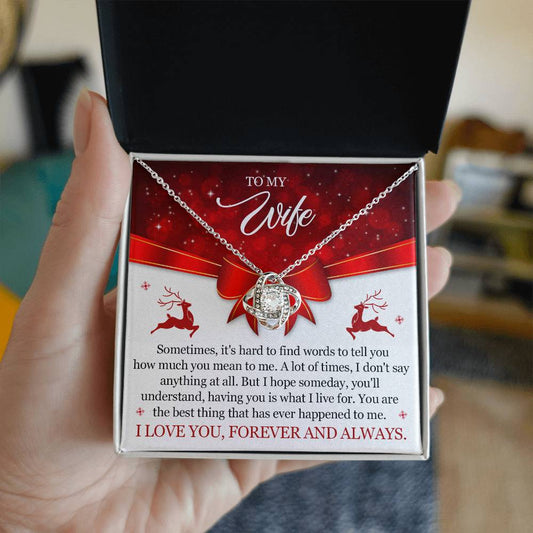 TO MY
Wife
Sometimes, it's hard to find words to tell you
how much you mean to me. A lot of times, I don't say
anything at all. But I hope someday, you'll
understand, having you is what I live for. You are
the best thing that has ever happened to me.
I LOVE YOU, FOREVER AND ALWAYS.